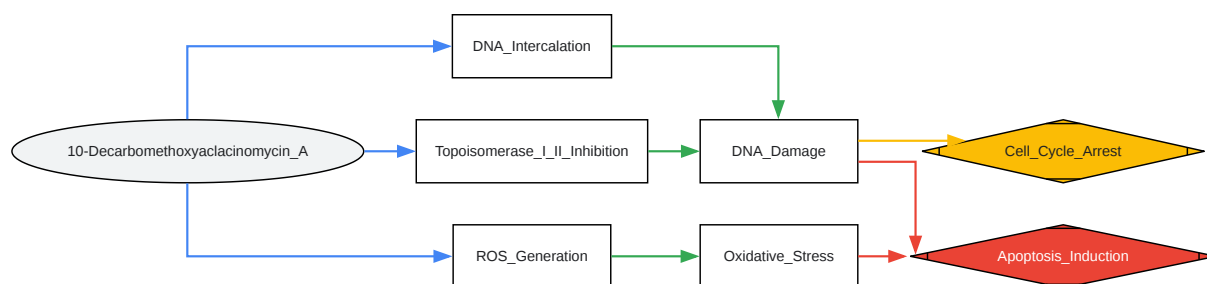 DNA_Intercalation
10-Decarbomethoxyaclacinomycin_A
Topoisomerase_I_II_Inhibition
DNA_Damage
Cell_Cycle_Arrest
ROS_Generation
Oxidative_Stress
Apoptosis_Induction